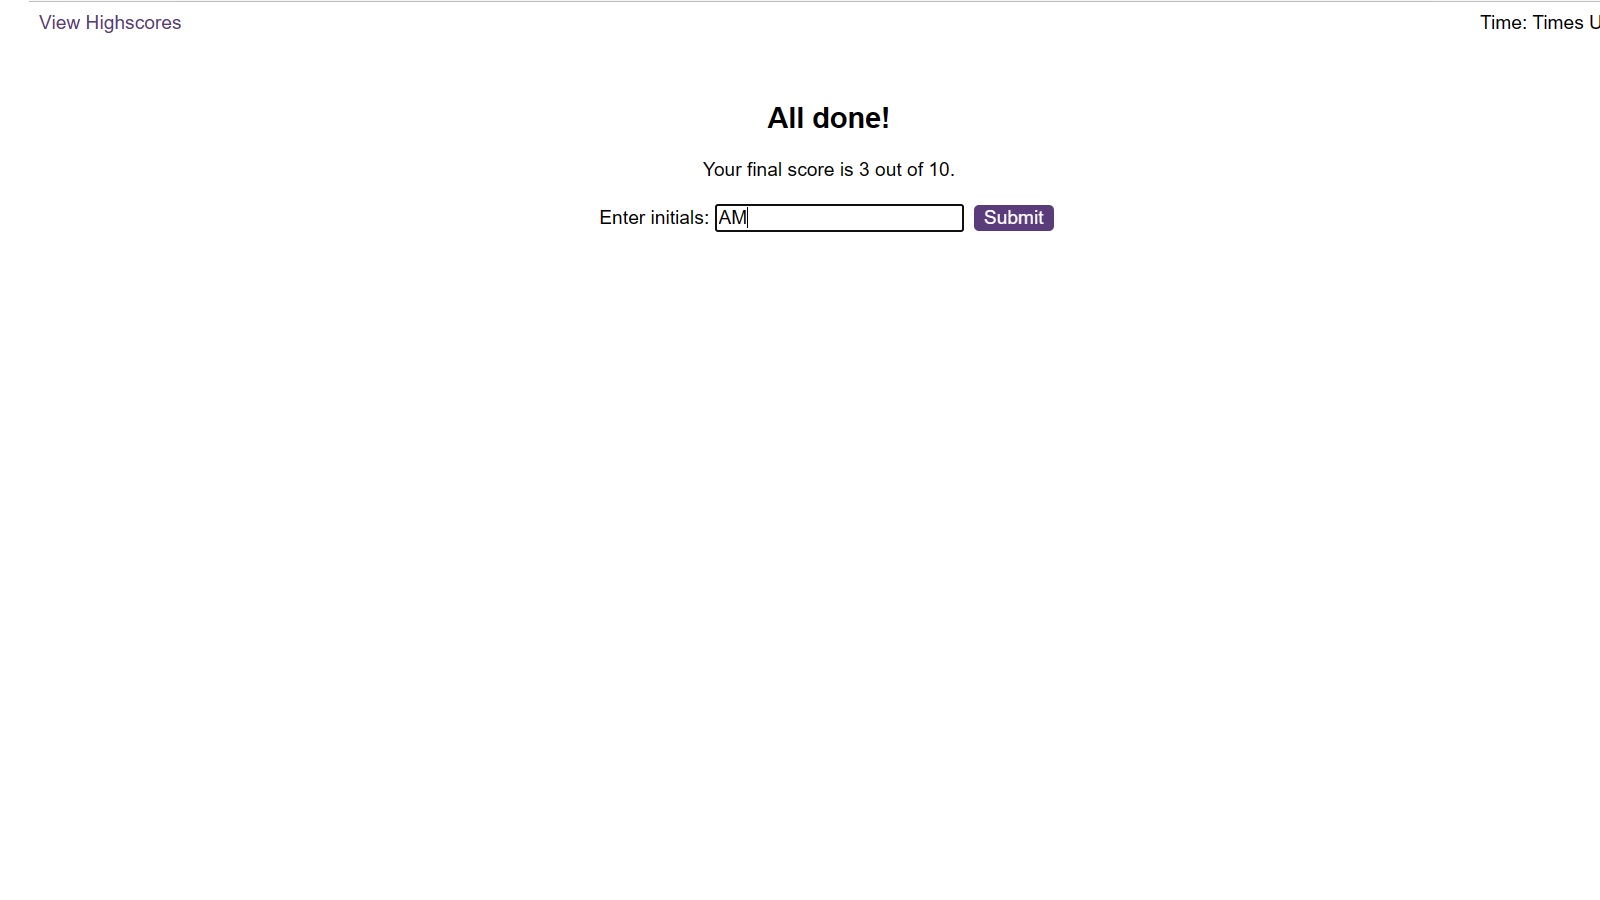 View Highscores
Time: Times
All done!
Your final score is 3 out of 10.
Enter initials: AM Submit